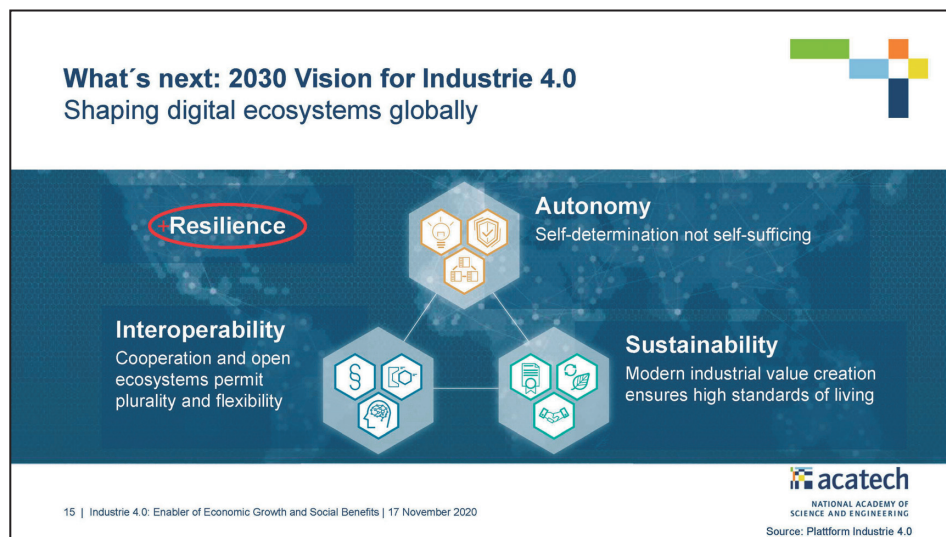 What´s next: 2030 Vision for Industrie 4.0
Shaping digital ecosystems globally
+Resilience
Autonomy
Self-determination not self-sufficing
Interoperability
Cooperation and open
ecosystems permit
plurality and flexibility
§
Sustainability
Modern industrial value creation
ensures high standards of living
acatech
NATIONAL ACADEMY OF
SCIENCE AND ENGINEERING
15 | Industrie 4.0: Enabler of Economic Growth and Social Benefits | 17 November 2020
Source: Plattform Industrie 4.0